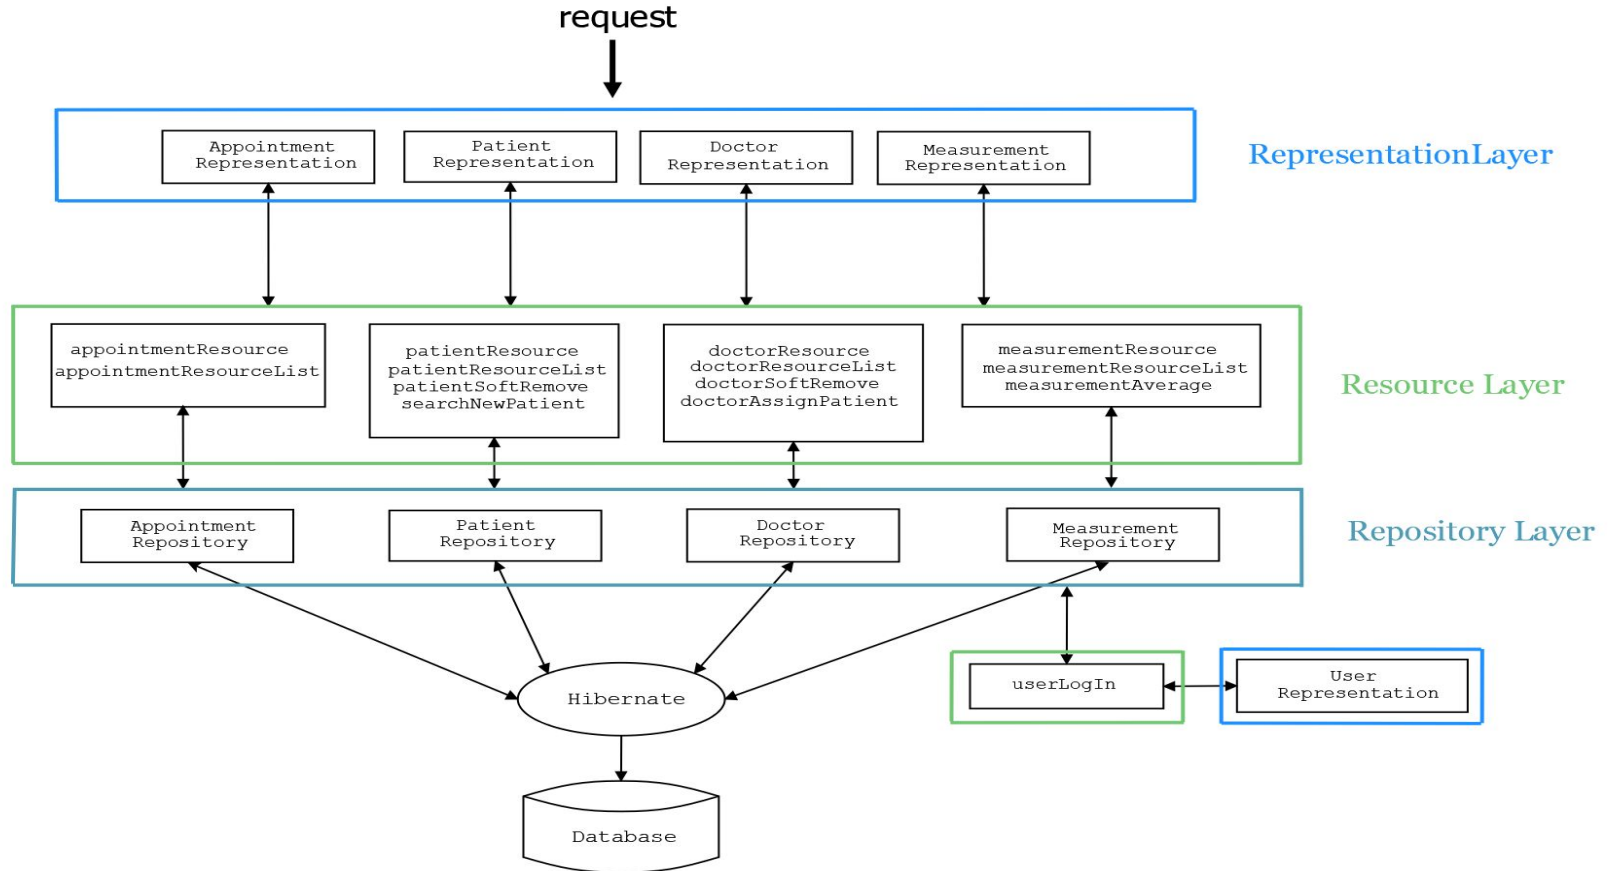 request
Appointment
Representation
Patient
Representation
Doctor
Representation
Measurement
Representation
RepresentationLayer
appointmentResource
appointmentResourceList
patientResource
patientResourceList
patientSoftRemove
searchNewPatient
doctorResource
doctorResourceList
doctorSoftRemove
doctorAssignPatient
measurementResource
measurementResourceList
measurementAverage
Resource Layer
Appointment
Repository
Patient
Repository
Doctor
Repository
Measurement
Repository
Repository Layer
Hibernate
userLogIn
User
Representation
Database